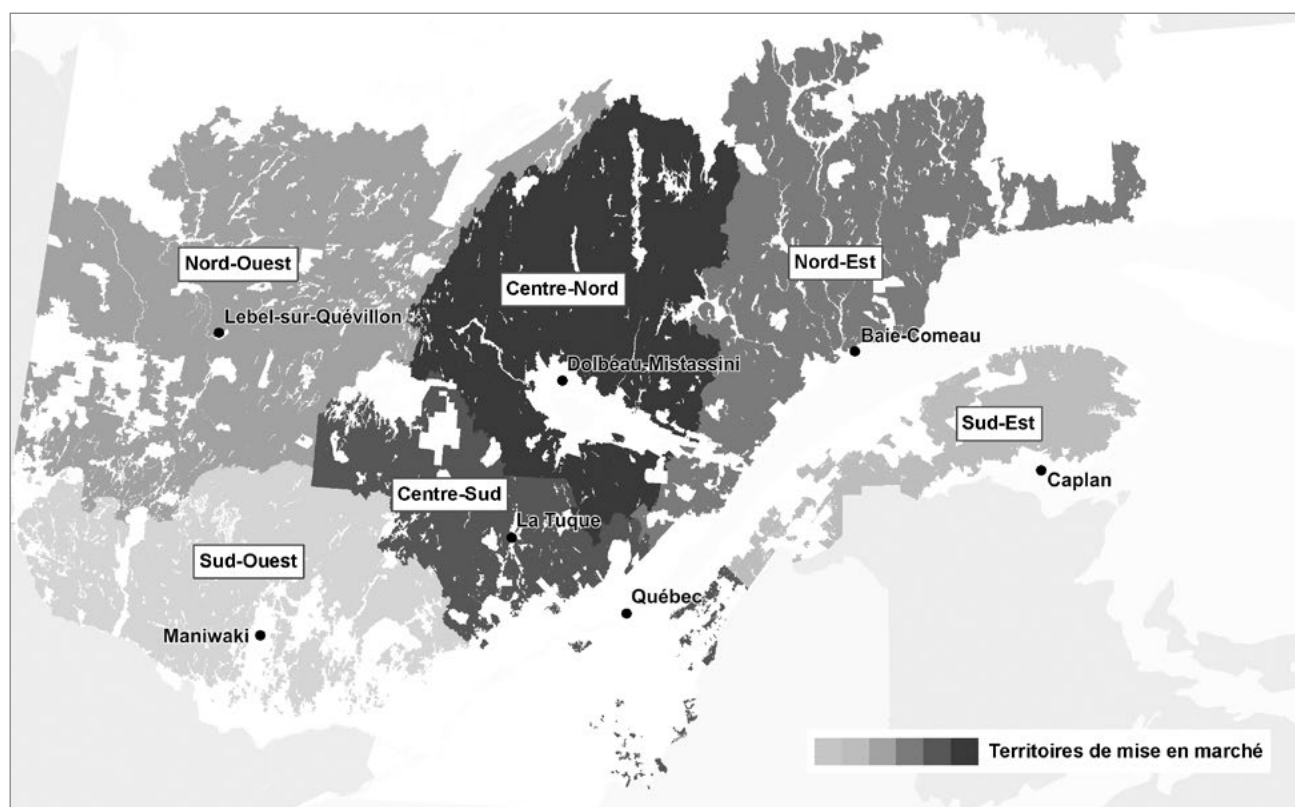 Nord-Ouest
Nord-Est
Centre-Nord
Lebel-sur-Quévillon
Baie-Comeau
Dolbeau-Mistassini
Sud-Est
Caplan
Centre-Sud
La Tuque
Sud-Ouest
Québec
Maniwaki
Territoires de mise en marché